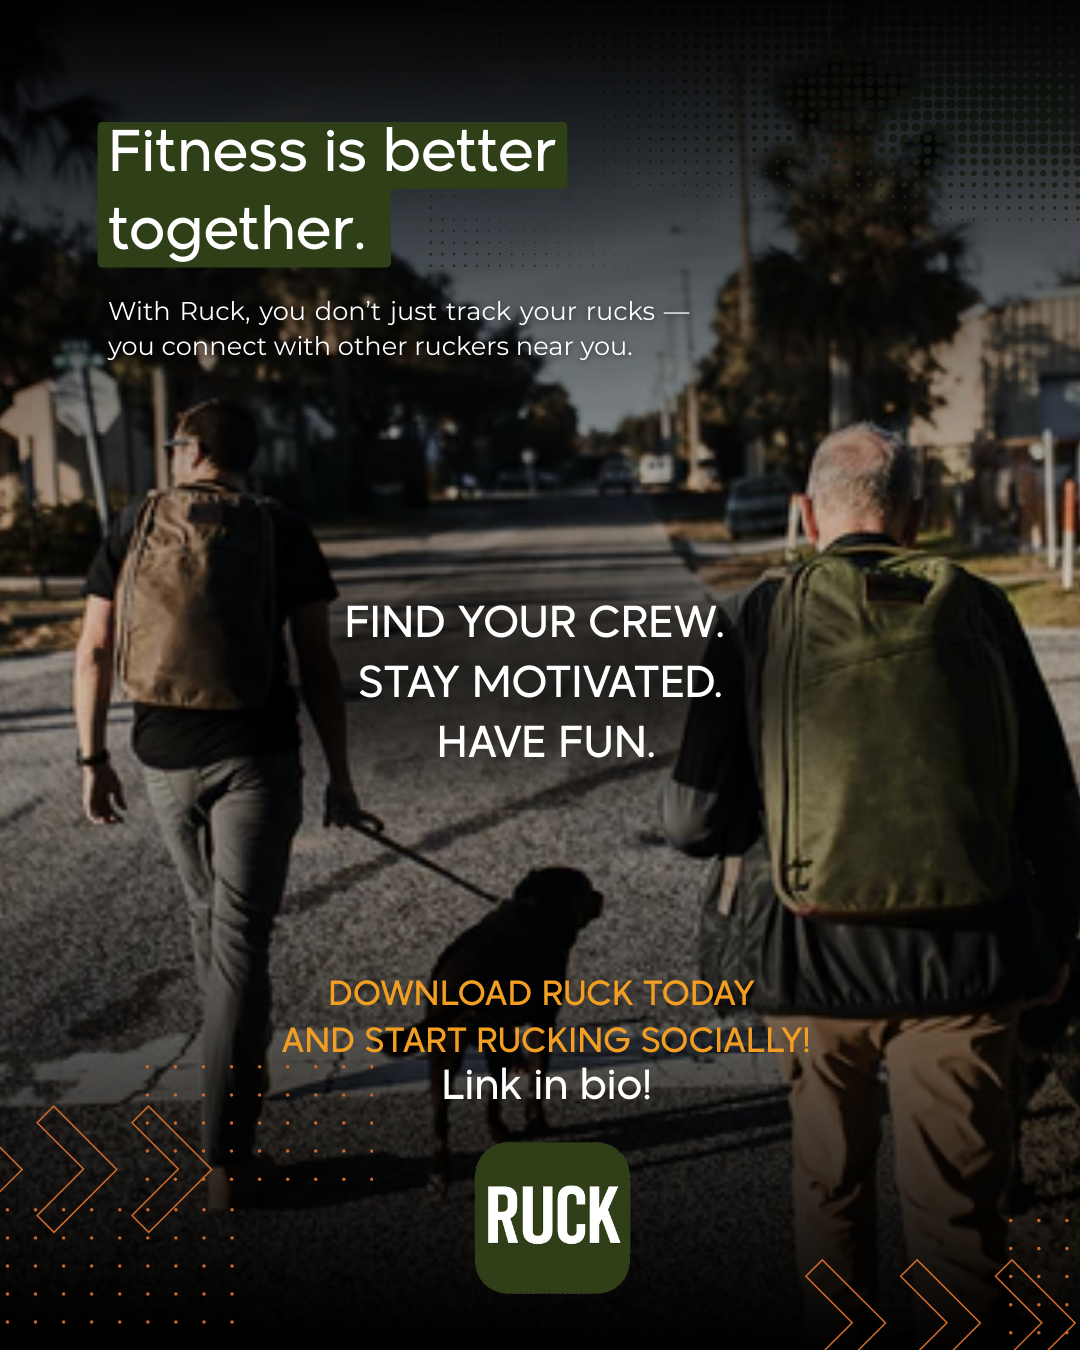 Fitness is better
together.
With Ruck, you don’t just track your rucks —
you connect with other ruckers near you.
FIND YOUR CREW.
STAY MOTIVATED.
HAVE FUN.
DOWNLOAD RUCK TODAY
AND START RUCKING SOCIALLY!
Link in bio!
RUCK